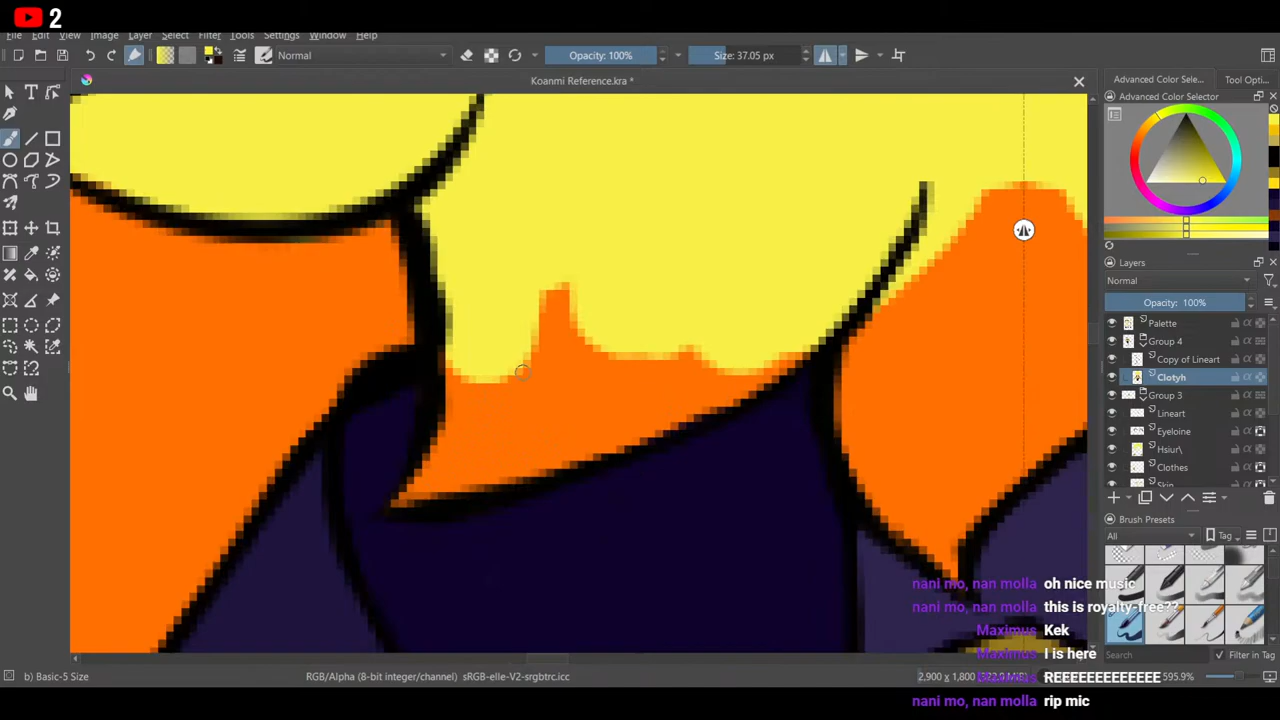 2
File Edit View Image Layer Select Filter Tools Settings Window Help
Normal
Opacity: 100%
Size: 37.05 px
Koanmi Reference.kra *
Advanced Color Sele...
Tool Opti...
Advanced Color Selector
Layers
Normal
Opacity: 100%
Palette
Group 4
Copy of Lineart
Clotyh
Group 3
Lineart
Eyeloine
Hsiur\
Clothes
Skin
Brush Presets
All
Tag
nani mo, nan molla oh nice music
nani mo, nan molla this is royalty-free??
Maximus Kek
Maximus I is here
Maximus REEEEEEEEEEEEE
nani mo, nan molla rip mic
Search
Filter in Tag
b) Basic-5 Size
RGB/Alpha (8-bit integer/channel) sRGB-elle-V2-srgbtrc.icc
2,900 x 1,800
595.9%